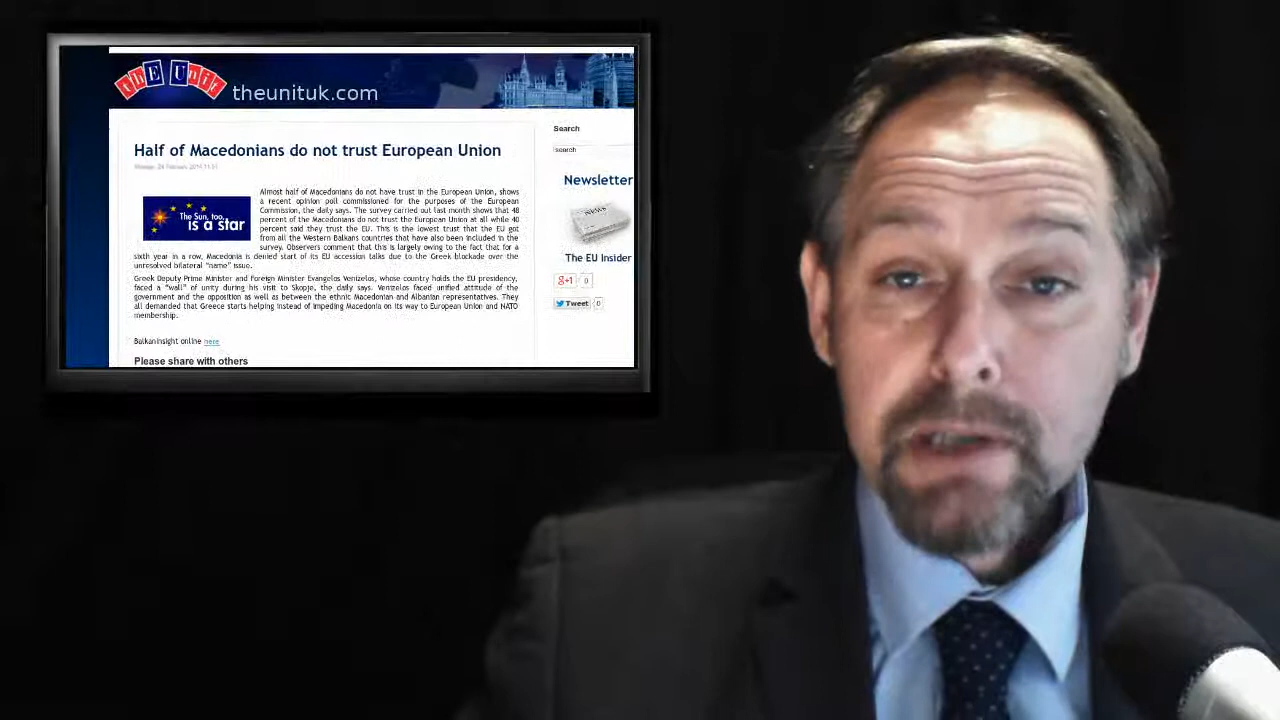 thE Unit
theunituk.com
Half of Macedonians do not trust European Union
Search
search
Newsletter
The Sun, too,
is a star
Almost half of Macedonians do not have trust in the European Union, shows
a recent opinion poll commissioned for the purposes of the European
Commission, the daily says. The survey carried out last month shows that 48
percent of the Macedonians do not trust the European Union at all while 40
percent said they trust the EU. This is the lowest trust that the EU got
from all the Western Balkans countries that have also been included in the
survey. Observers comment that this is largely owing to the fact that for a
sixth year in a row, Macedonia is denied start of its EU accession talks due to the Greek blockade over the
unresolved bilateral "name" issue.
Greek Deputy Prime Minister and Foreign Minister Evangelos Venizelos, whose country holds the EU presidency,
faced a "wall" of unity during his visit to Skopje, the daily says. Venizelos faced unified attitude of the
government and the opposition as well as between the ethnic Macedonian and Albanian representatives. They
all demanded that Greece starts helping instead of impeding Macedonia on its way to European Union and NATO
membership.
Balkaninsight online here
Please share with others
The EU Insider
g+1 0
Tweet 0